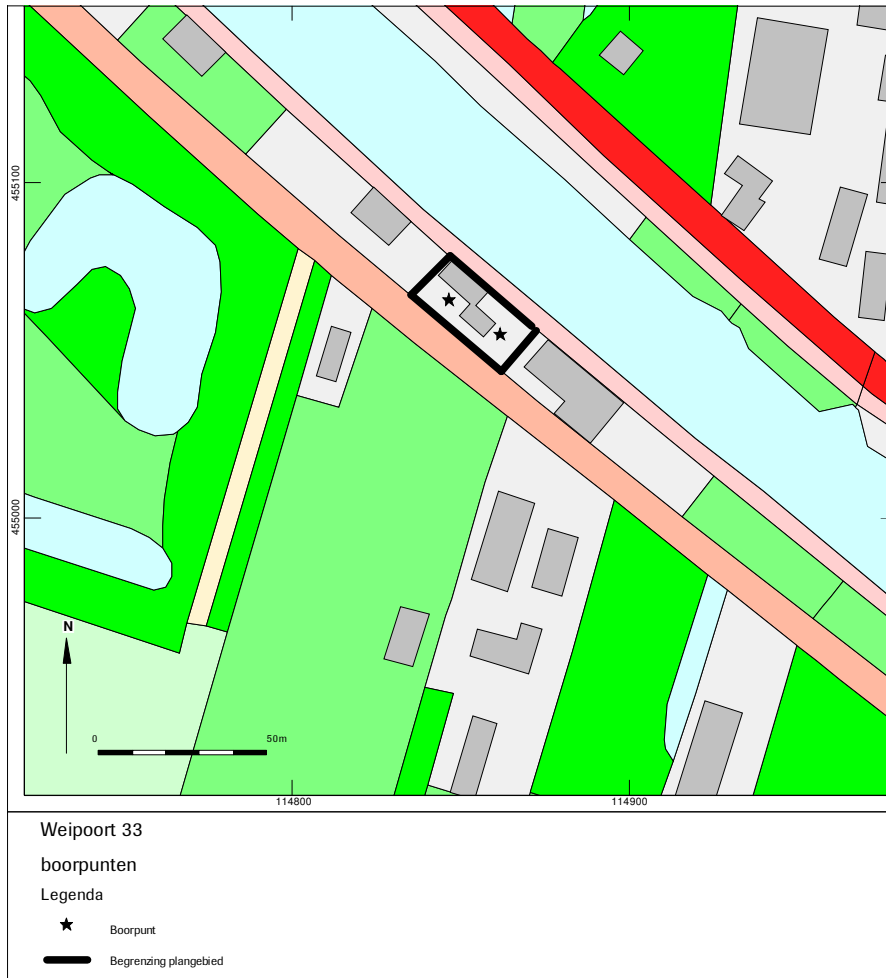 455100
455000
N
0 50m
114800 114900
Weipoort 33
boorpunten
Legenda
Boorpunt
Begrenzing plangebied